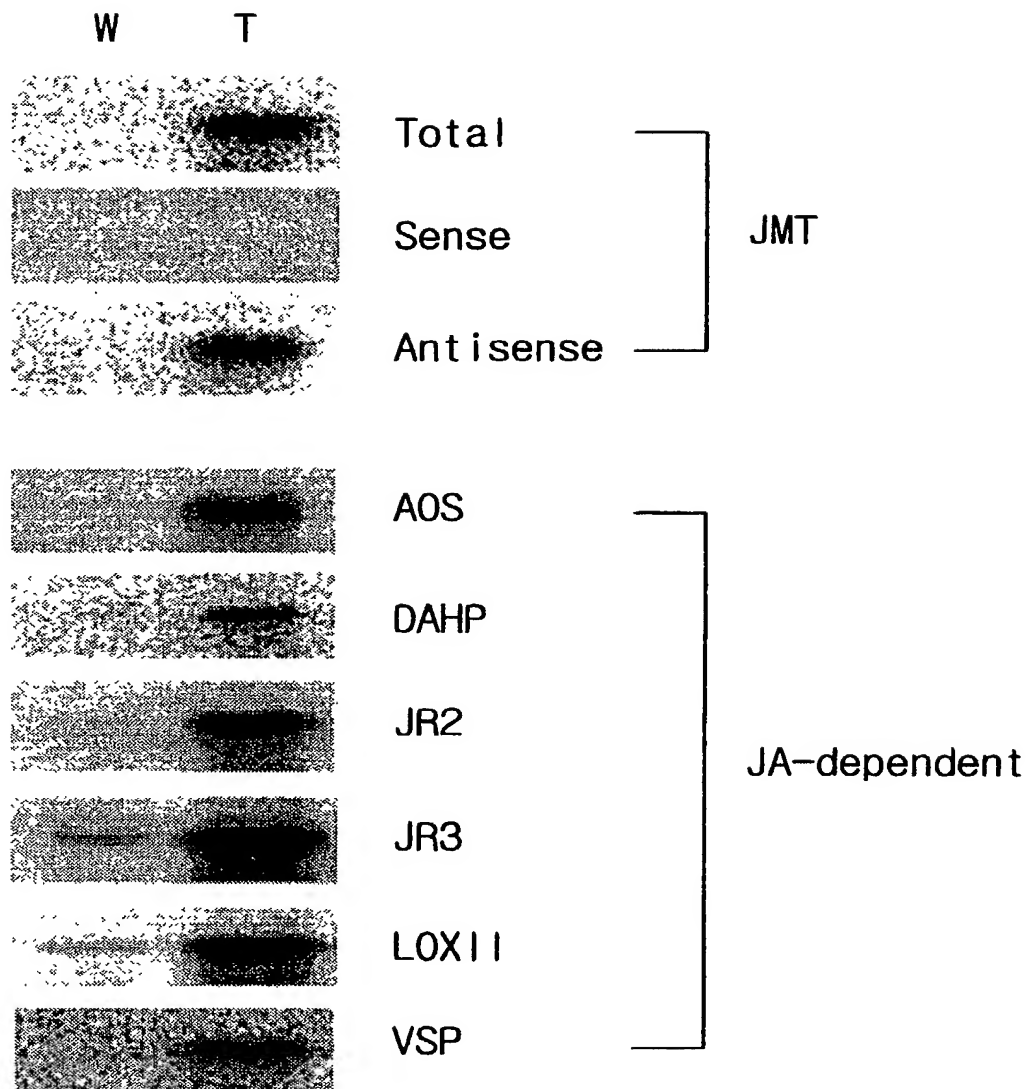 W T
Total
Sense
JMT
Antisense
AOS
DAHP
JR2
JA-dependent
JR3
LOXII
VSP